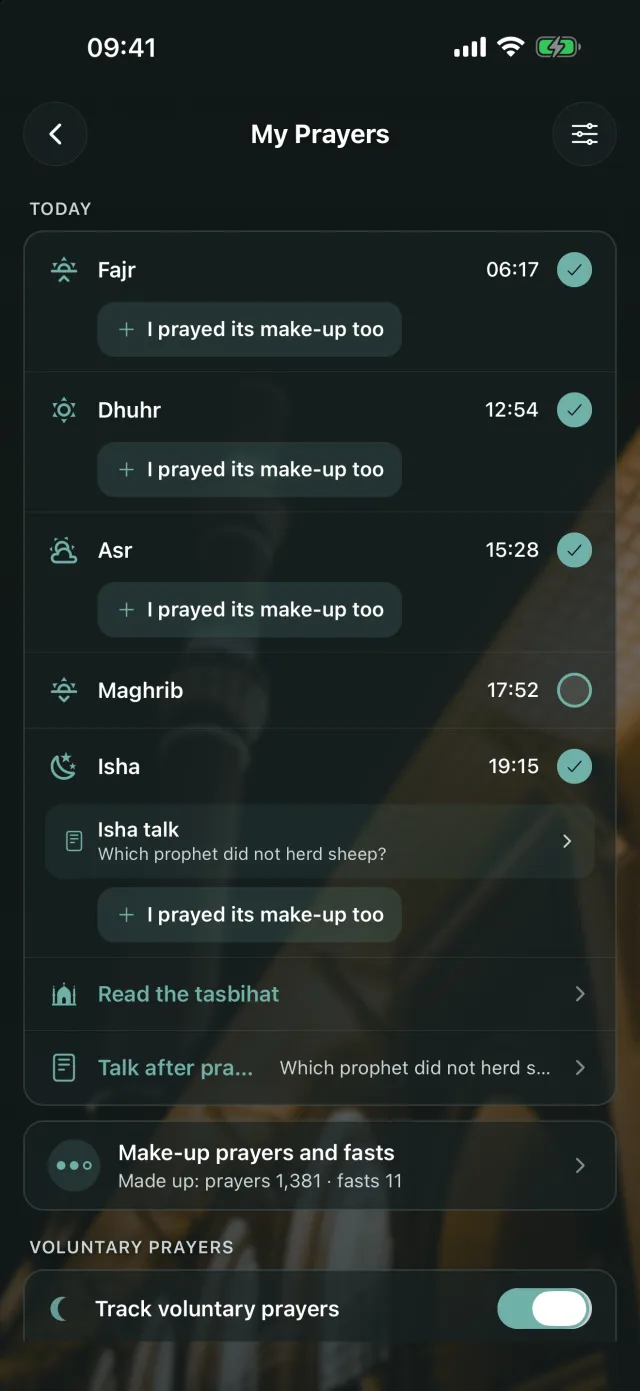 09:41
My Prayers
TODAY
Fajr 06:17
+ I prayed its make-up too
Dhuhr 12:54
+ I prayed its make-up too
Asr 15:28
+ I prayed its make-up too
Maghrib 17:52
Isha 19:15
Isha talk
Which prophet did not herd sheep?
+ I prayed its make-up too
Read the tasbihat
Talk after pra... Which prophet did not herd s...
Make-up prayers and fasts
Made up: prayers 1,381 · fasts 11
VOLUNTARY PRAYERS
Track voluntary prayers